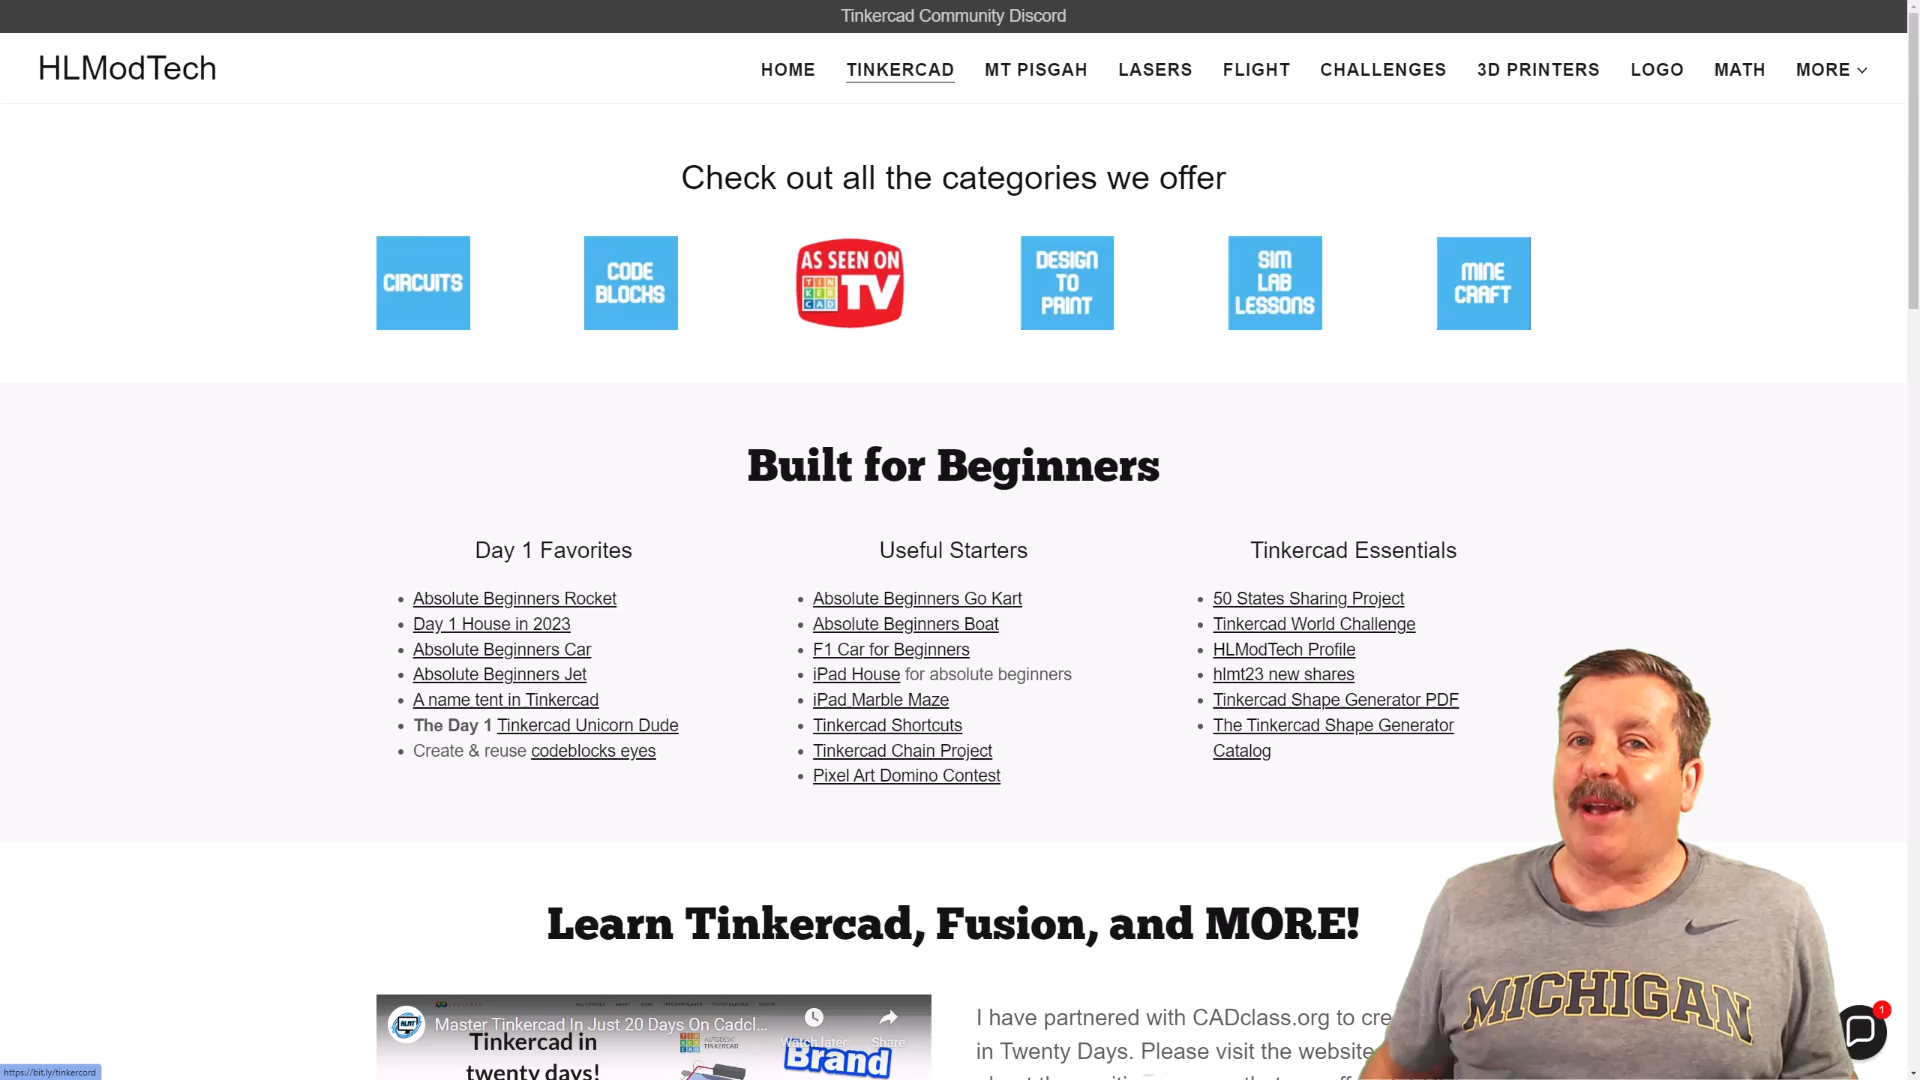 Tinkercad Community Discord
HLModTech
HOME TINKERCAD MT PISGAH LASERS FLIGHT CHALLENGES 3D PRINTERS LOGO MATH MORE
Check out all the categories we offer
CIRCUITS
CODE
BLOCKS
AS SEEN ON
TIN
KER
CAD
TV
DESIGN
TO
PRINT
SIM
LAB
LESSONS
MINE
CRAFT
Built for Beginners
Day 1 Favorites
Absolute Beginners Rocket
Day 1 House in 2023
Absolute Beginners Car
Absolute Beginners Jet
A name tent in Tinkercad
The Day 1 Tinkercad Unicorn Dude
Create & reuse codeblocks eyes
Useful Starters
Absolute Beginners Go Kart
Absolute Beginners Boat
F1 Car for Beginners
iPad House for absolute beginners
iPad Marble Maze
Tinkercad Shortcuts
Tinkercad Chain Project
Pixel Art Domino Contest
Tinkercad Essentials
50 States Sharing Project
Tinkercad World Challenge
HLModTech Profile
hlmt23 new shares
Tinkercad Shape Generator PDF
The Tinkercad Shape Generator
Catalog
Learn Tinkercad, Fusion, and MORE!
HLMT
Master Tinkercad In Just 20 Days On Cadcl...
Watch later
Share
Tinkercad in
twenty days!
AUTODESK
TINKERCAD
Brand
I have partnered with CADclass.org to cre
in Twenty Days. Please visit the website
MICHIGAN
1
https://bit.ly/tinkercord